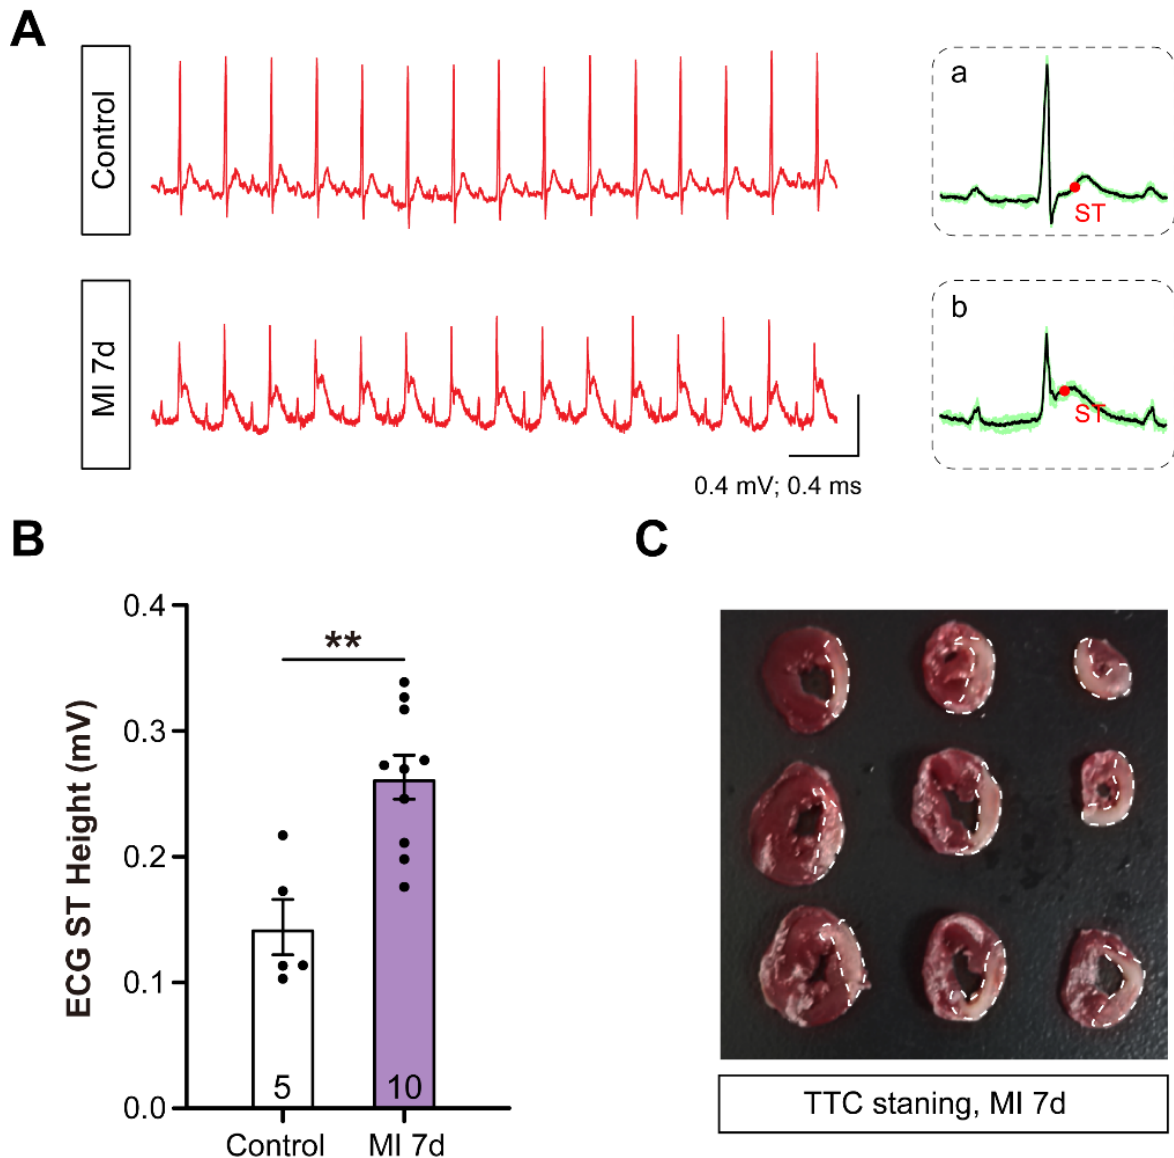 A
Control
a
ST
MI 7d
b
ST
0.4 mV; 0.4 ms
B
C
ECG ST Height (mV)
0.4
0.3
0.2
0.1
0.0
**
5
10
Control
MI 7d
TTC staning, MI 7d